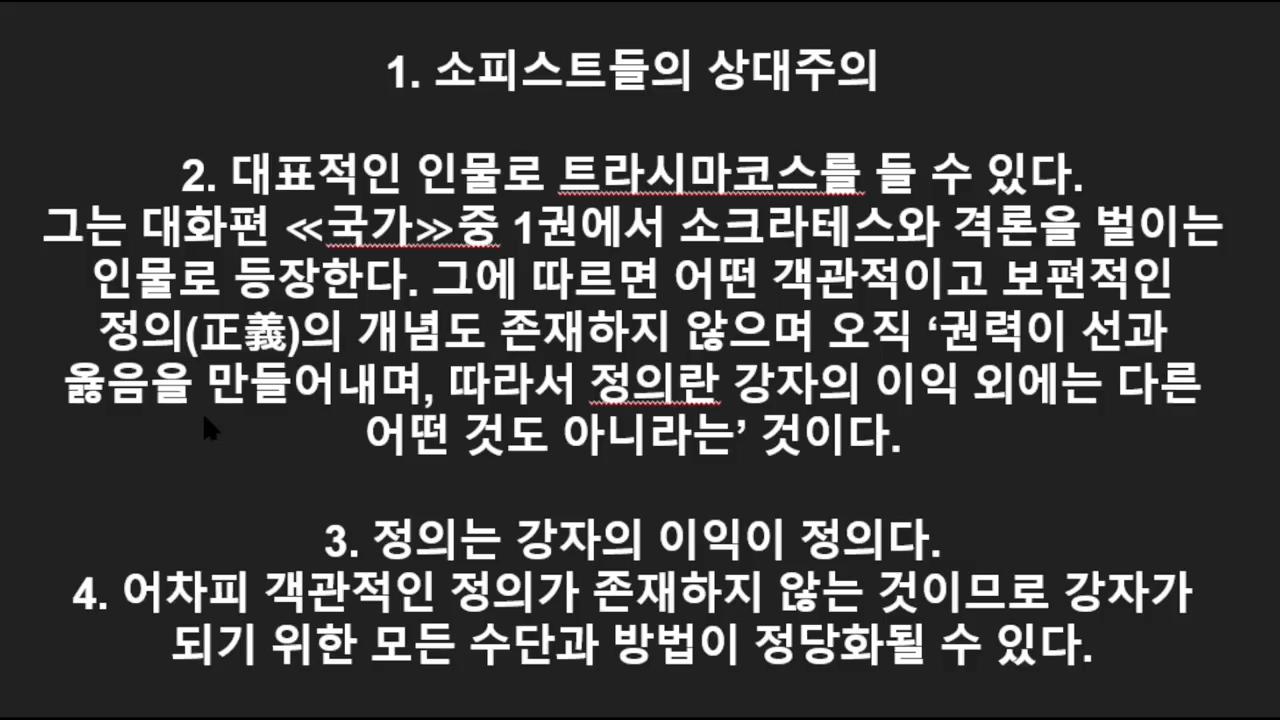 1. 소피스트들의 상대주의
2. 대표적인 인물로 트라시마코스를 들 수 있다.
그는 대화편 ≪국가≫중 1권에서 소크라테스와 격론을 벌이는
인물로 등장한다. 그에 따르면 어떤 객관적이고 보편적인
정의(正義)의 개념도 존재하지 않으며 오직 ‘권력이 선과
옳음을 만들어내며, 따라서 정의란 강자의 이익 외에는 다른
어떤 것도 아니라는’ 것이다.
3. 정의는 강자의 이익이 정의다.
4. 어차피 객관적인 정의가 존재하지 않는 것이므로 강자가
되기 위한 모든 수단과 방법이 정당화될 수 있다.